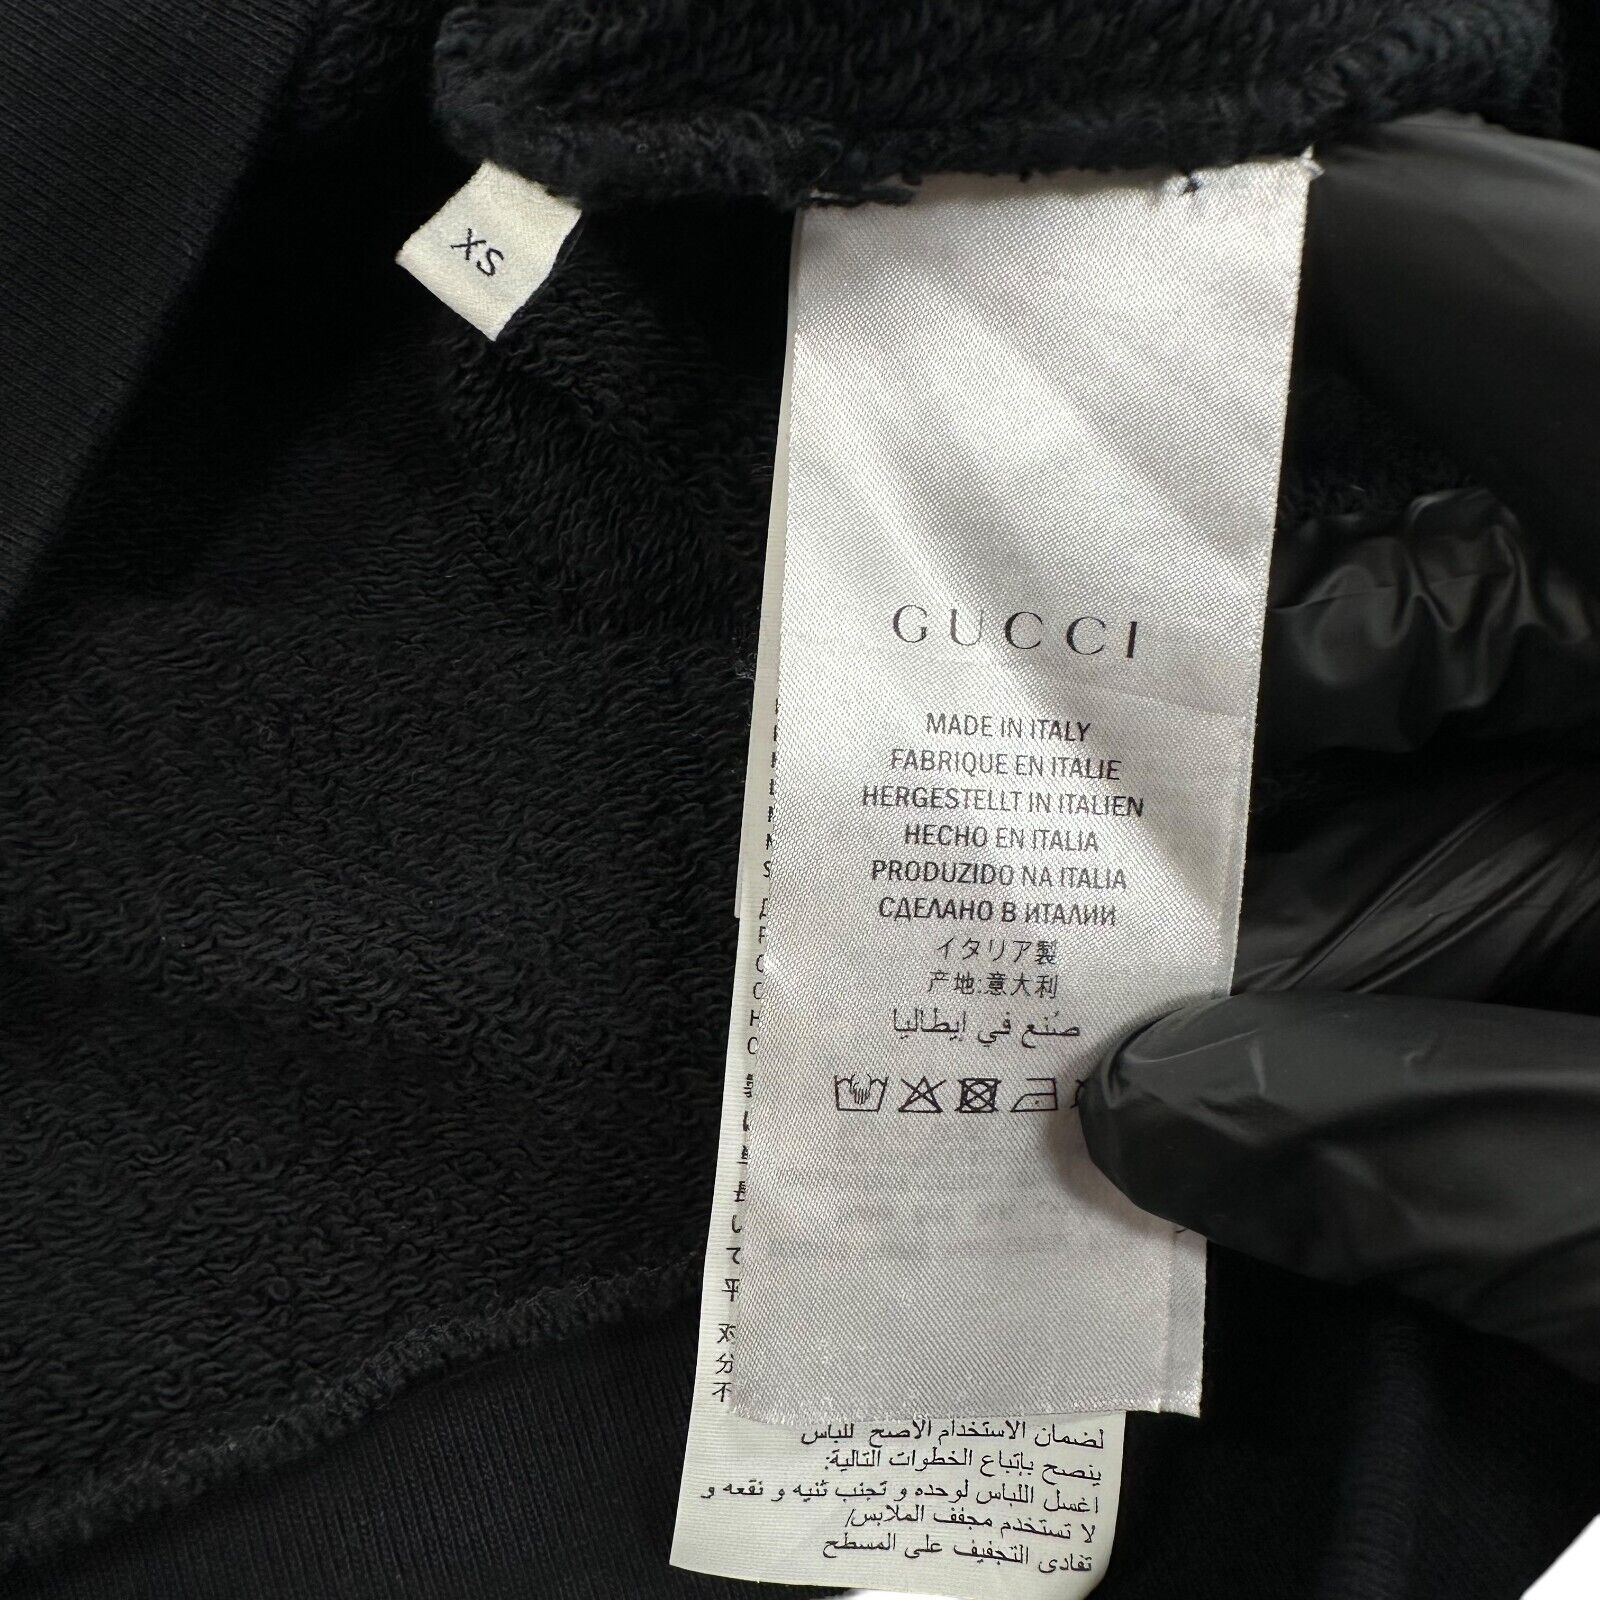 XS
GUCCI
MADE IN ITALY
FABRIQUE EN ITALIE
HERGESTELLT IN ITALIEN
HECHO EN ITALIA
PRODUZIDO NA ITALIA
СДЕЛАНО В ИТАЛИИ
イタリア製
产地:意大利
صُنع في إيطاليا
لضمان الاستخدام الأصح للباس
ينصح بإتباع الخطوات التالية:
اغسل اللباس لوحده و تجنب ثنيه و نقعه و
لا تستخدم مجفف الملابس/
تفادى التجفيف على المسطح